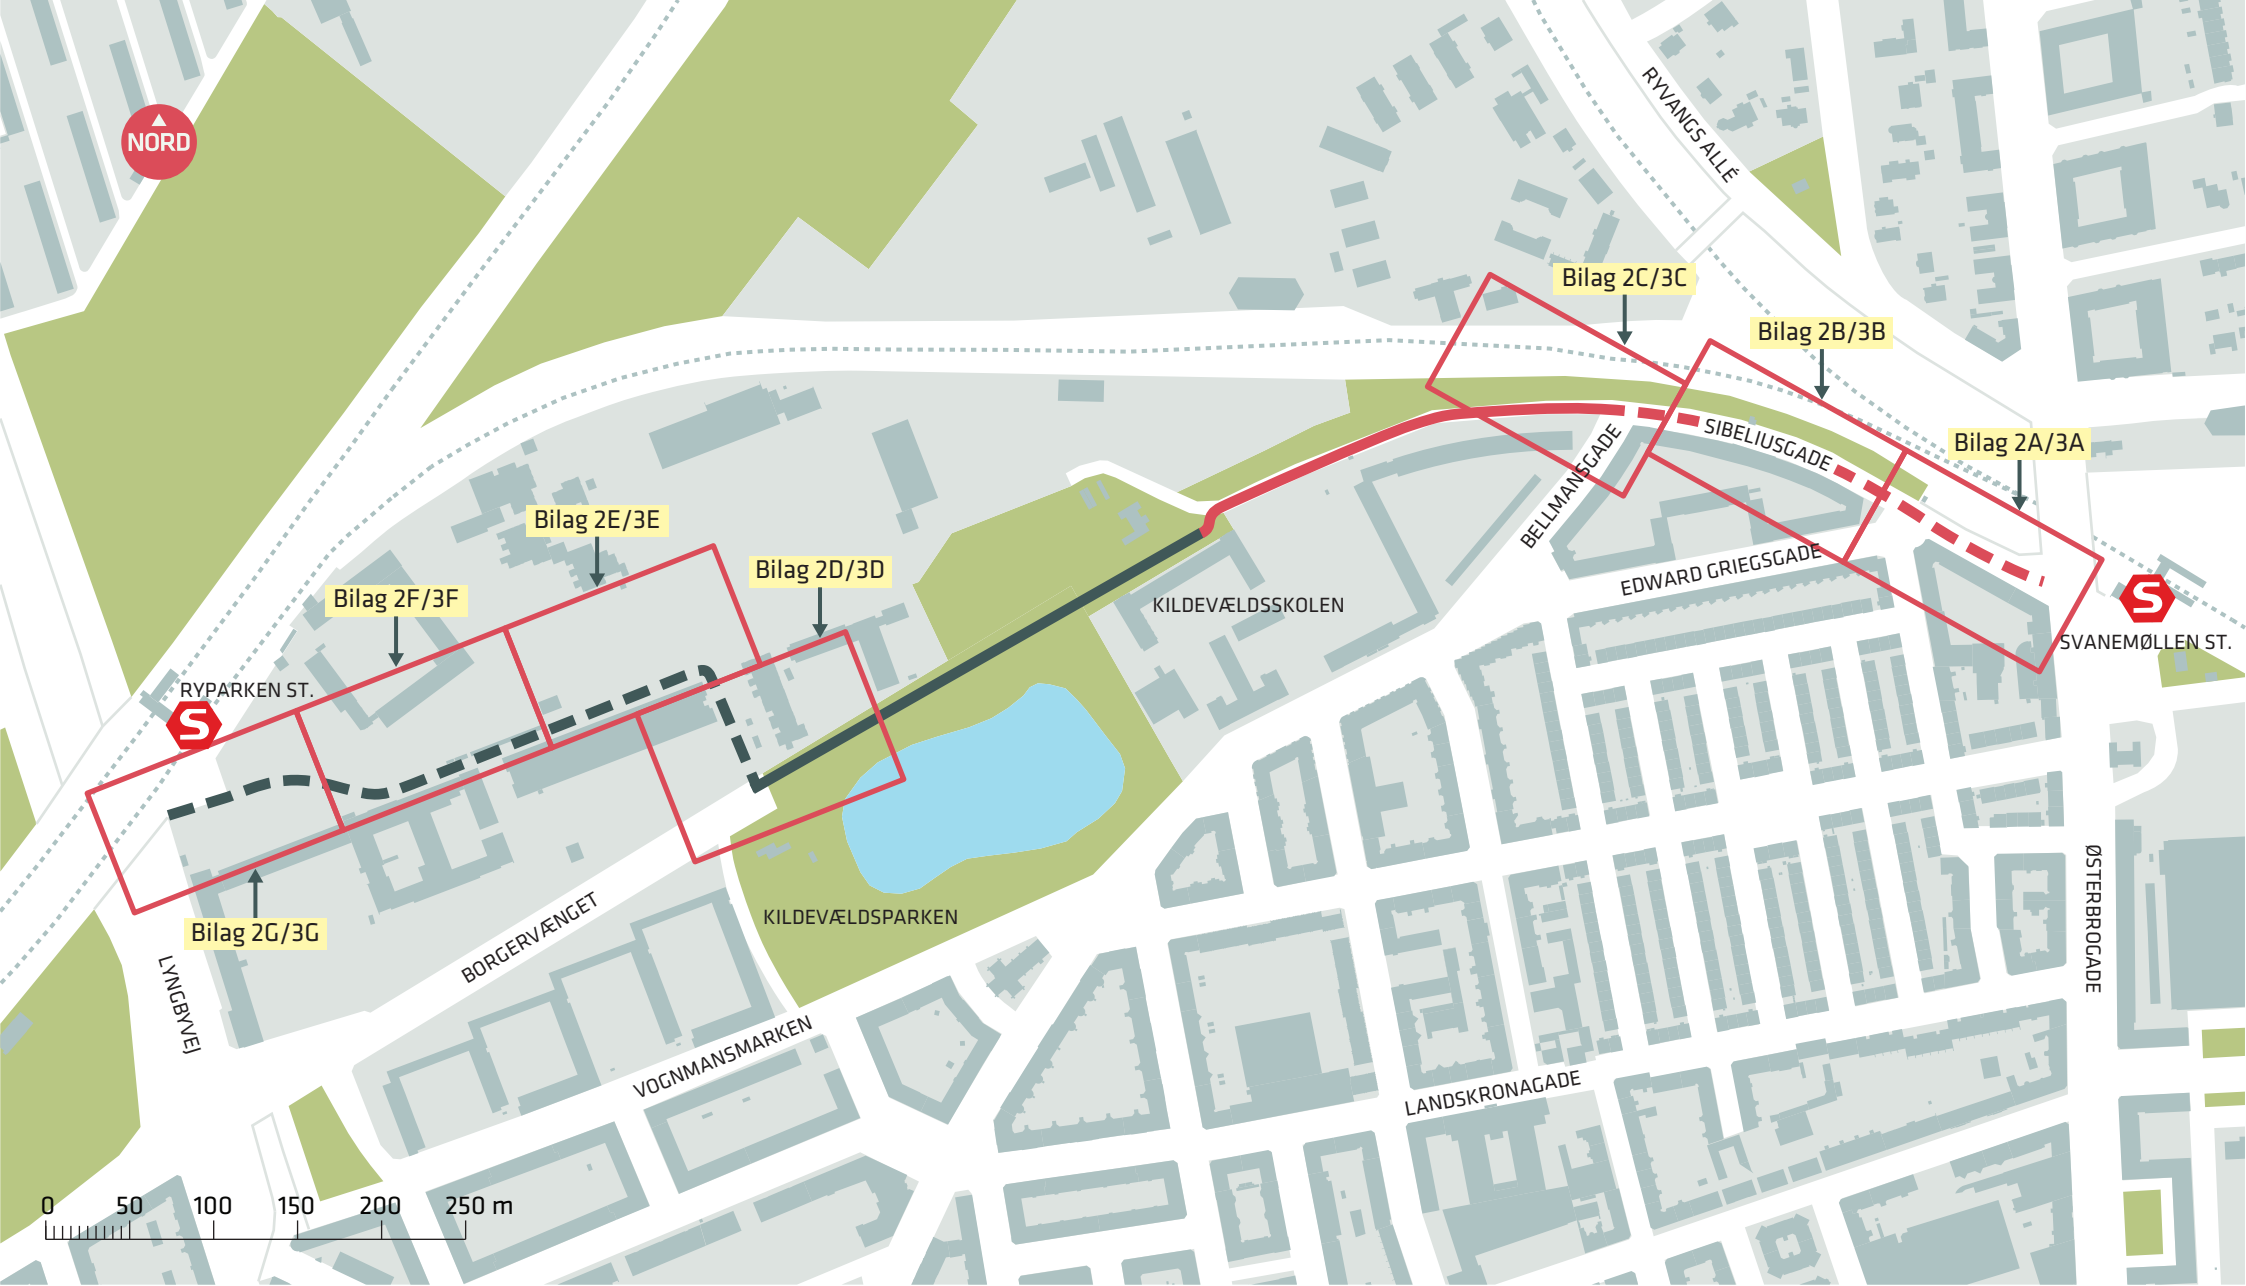 NORD
RYVANGS ALLÉ
Bilag 2C/3C
Bilag 2B/3B
Bilag 2A/3A
SIBELIUSGADE
BELLMANSGADE
EDWARD GRIEGSGADE
Bilag 2E/3E
Bilag 2D/3D
Bilag 2F/3F
KILDEVÆLDSSKOLEN
S
SVANEMØLLEN ST.
RYPARKEN ST.
S
Bilag 2G/3G
KILDEVÆLDSPARKEN
BORGERVÆNGET
LYNGBYVEJ
ØSTERBROGADE
VOGNMANSMARKEN
LANDSKRONAGADE
0 50 100 150 200 250 m